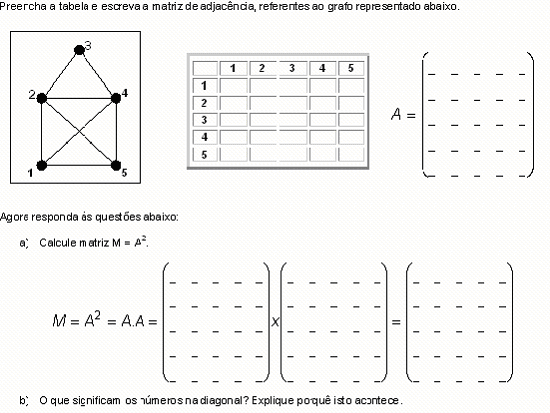 Preencha a tabela e escreva a matriz de adjacência, referentes ao grafo representado abaixo.
3
2 4
1 5
1 2 3 4 5
1
2
3
4
5
A =
Agora responda às questões abaixo:
a) Calcule matriz M = A².
M = A² = A.A = X =
b) O que significam os números na diagonal? Explique porquê isto acontece.